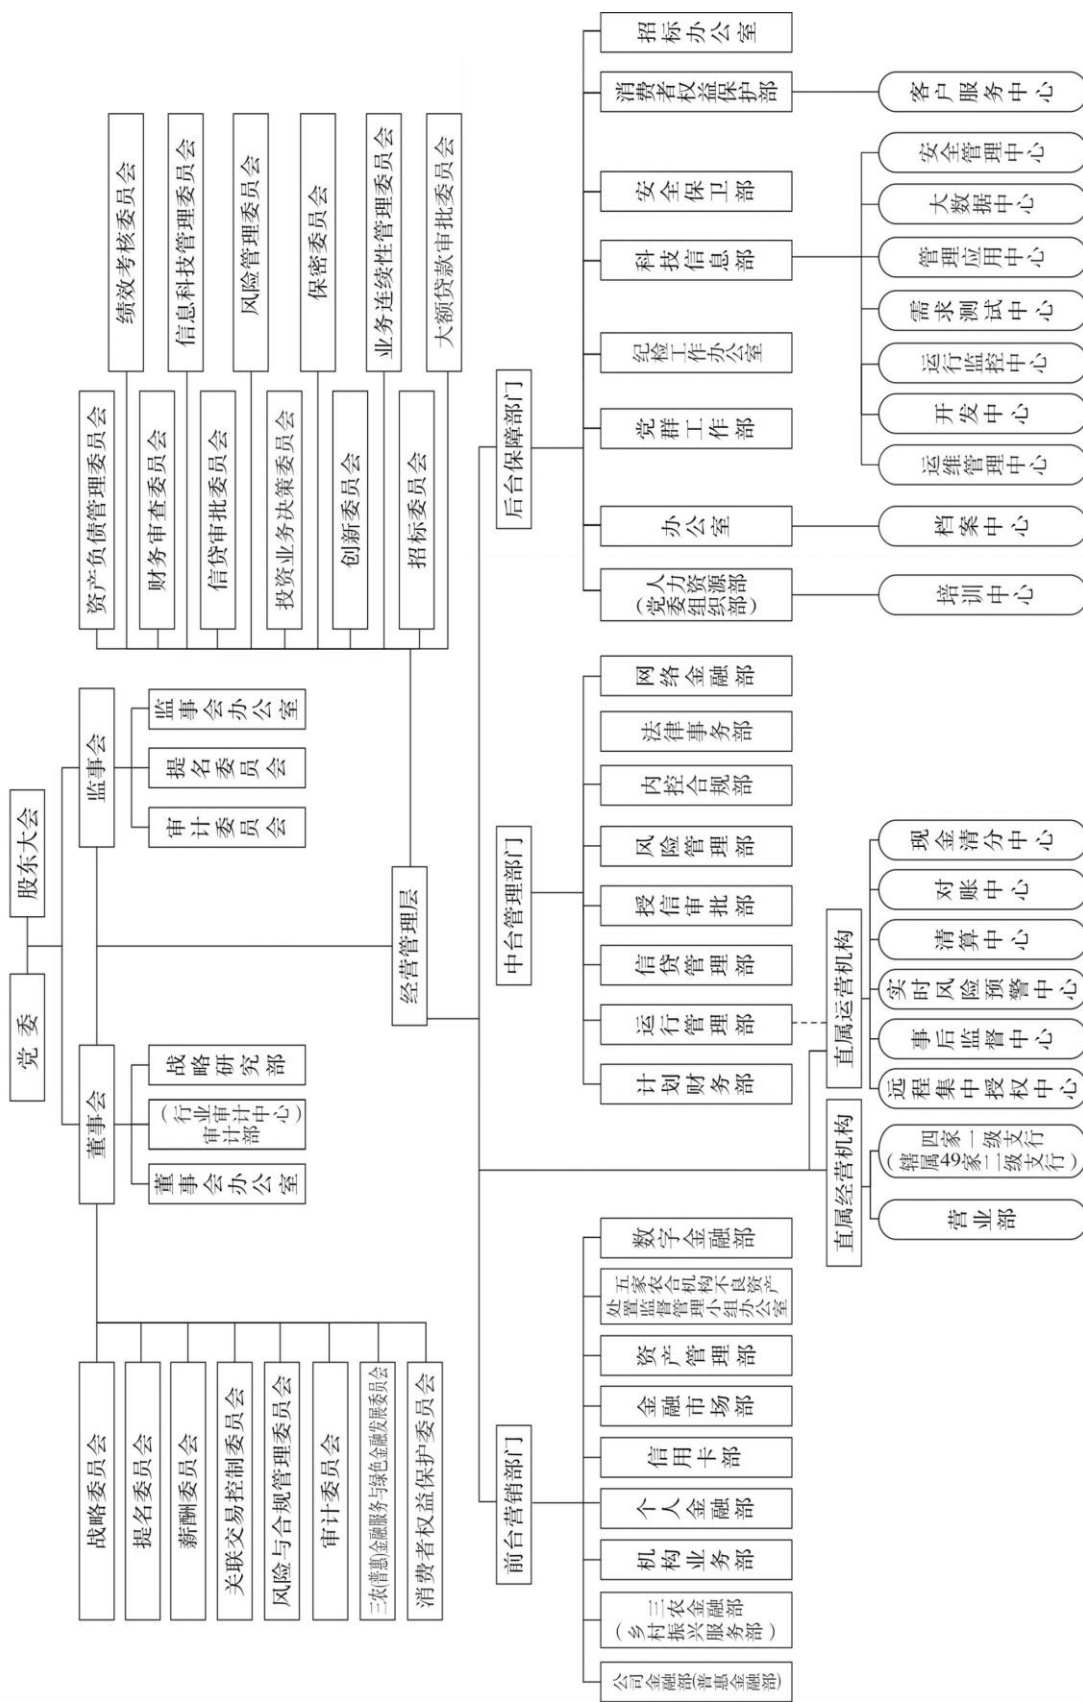 党 委
股东大会
董事会
监事会
战略委员会
提名委员会
薪酬委员会
关联交易控制委员会
风险与合规管理委员会
审计委员会
三农(普惠)金融服务与绿色金融发展委员会
消费者权益保护委员会
董事会办公室
审计部
(行业审计中心)
战略研究部
审计委员会
提名委员会
监事会办公室
经营管理层
资产负债管理委员会
绩效考核委员会
财务审查委员会
信息科技管理委员会
信贷审批委员会
风险管理委员会
投资业务决策委员会
保密委员会
创新委员会
业务连续性管理委员会
招标委员会
大额贷款审批委员会
前台营销部门
中台管理部门
后台保障部门
公司金融部(普惠金融部)
三农金融部
(乡村振兴服务部)
机构业务部
个人金融部
信用卡部
金融市场部
资产管理部
五家农合机构不良资产
处置监督管理小组办公室
数字金融部
计划财务部
运行管理部
信贷管理部
授信审批部
风险管理部
内控合规部
法律事务部
网络金融部
人力资源部
(党委组织部)
办公室
党群工作部
纪检工作办公室
科技信息部
安全保卫部
消费者权益保护部
招标办公室
直属经营机构
直属运营机构
营业部
四家一级支行
(辖属49家二级支行)
远程集中授权中心
事后监督中心
实时风险预警中心
清算中心
对账中心
现金清分中心
培训中心
档案中心
运维管理中心
开发中心
运行监控中心
需求测试中心
管理应用中心
大数据中心
安全管理中心
客户服务中心